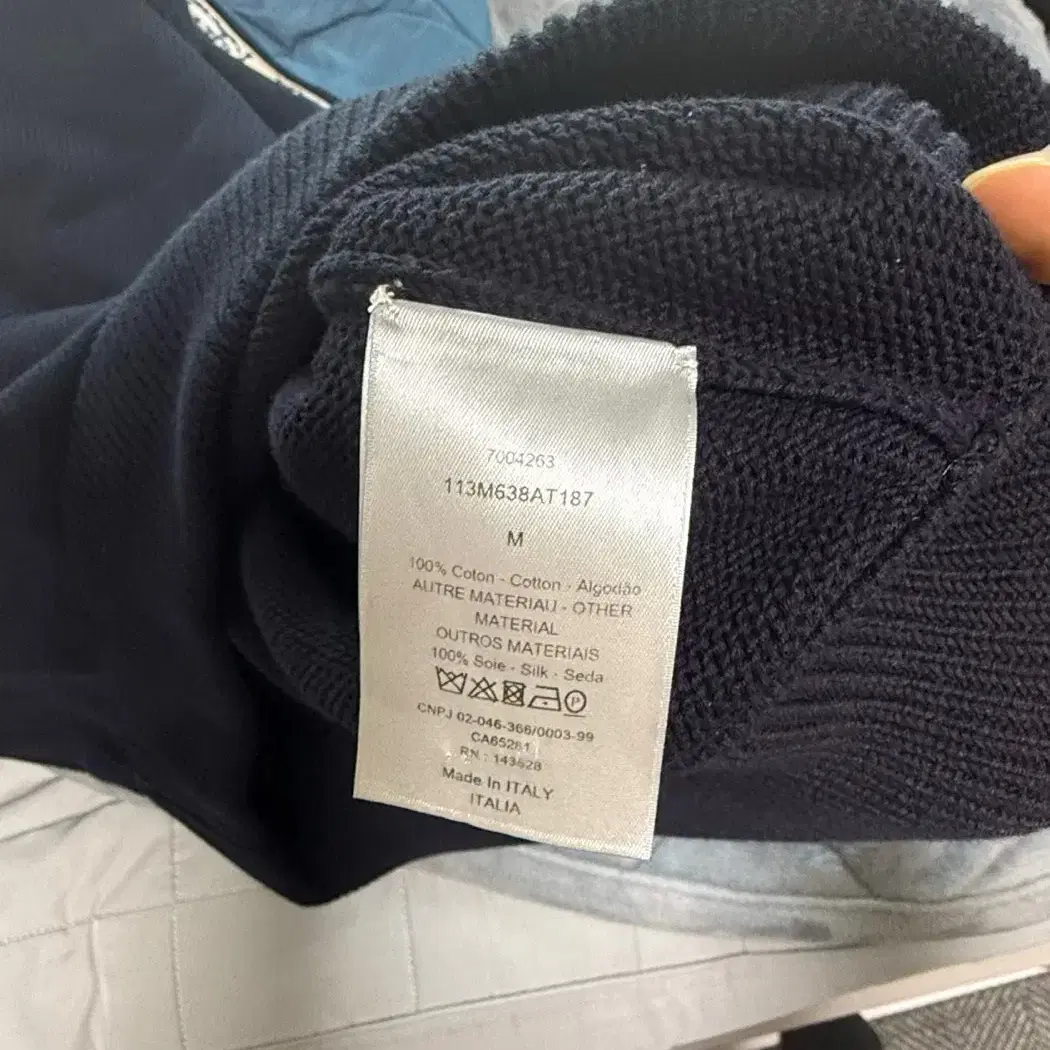 7004263
113M638AT187
M
100% Coton - Cotton - Algodão
AUTRE MATERIAU - OTHER
MATERIAL
OUTROS MATERIAIS
100% Soie - Silk - Seda
P
CNPJ 02-046-366/0003-99
CA65281
RN : 143628
Made In ITALY
ITALIA